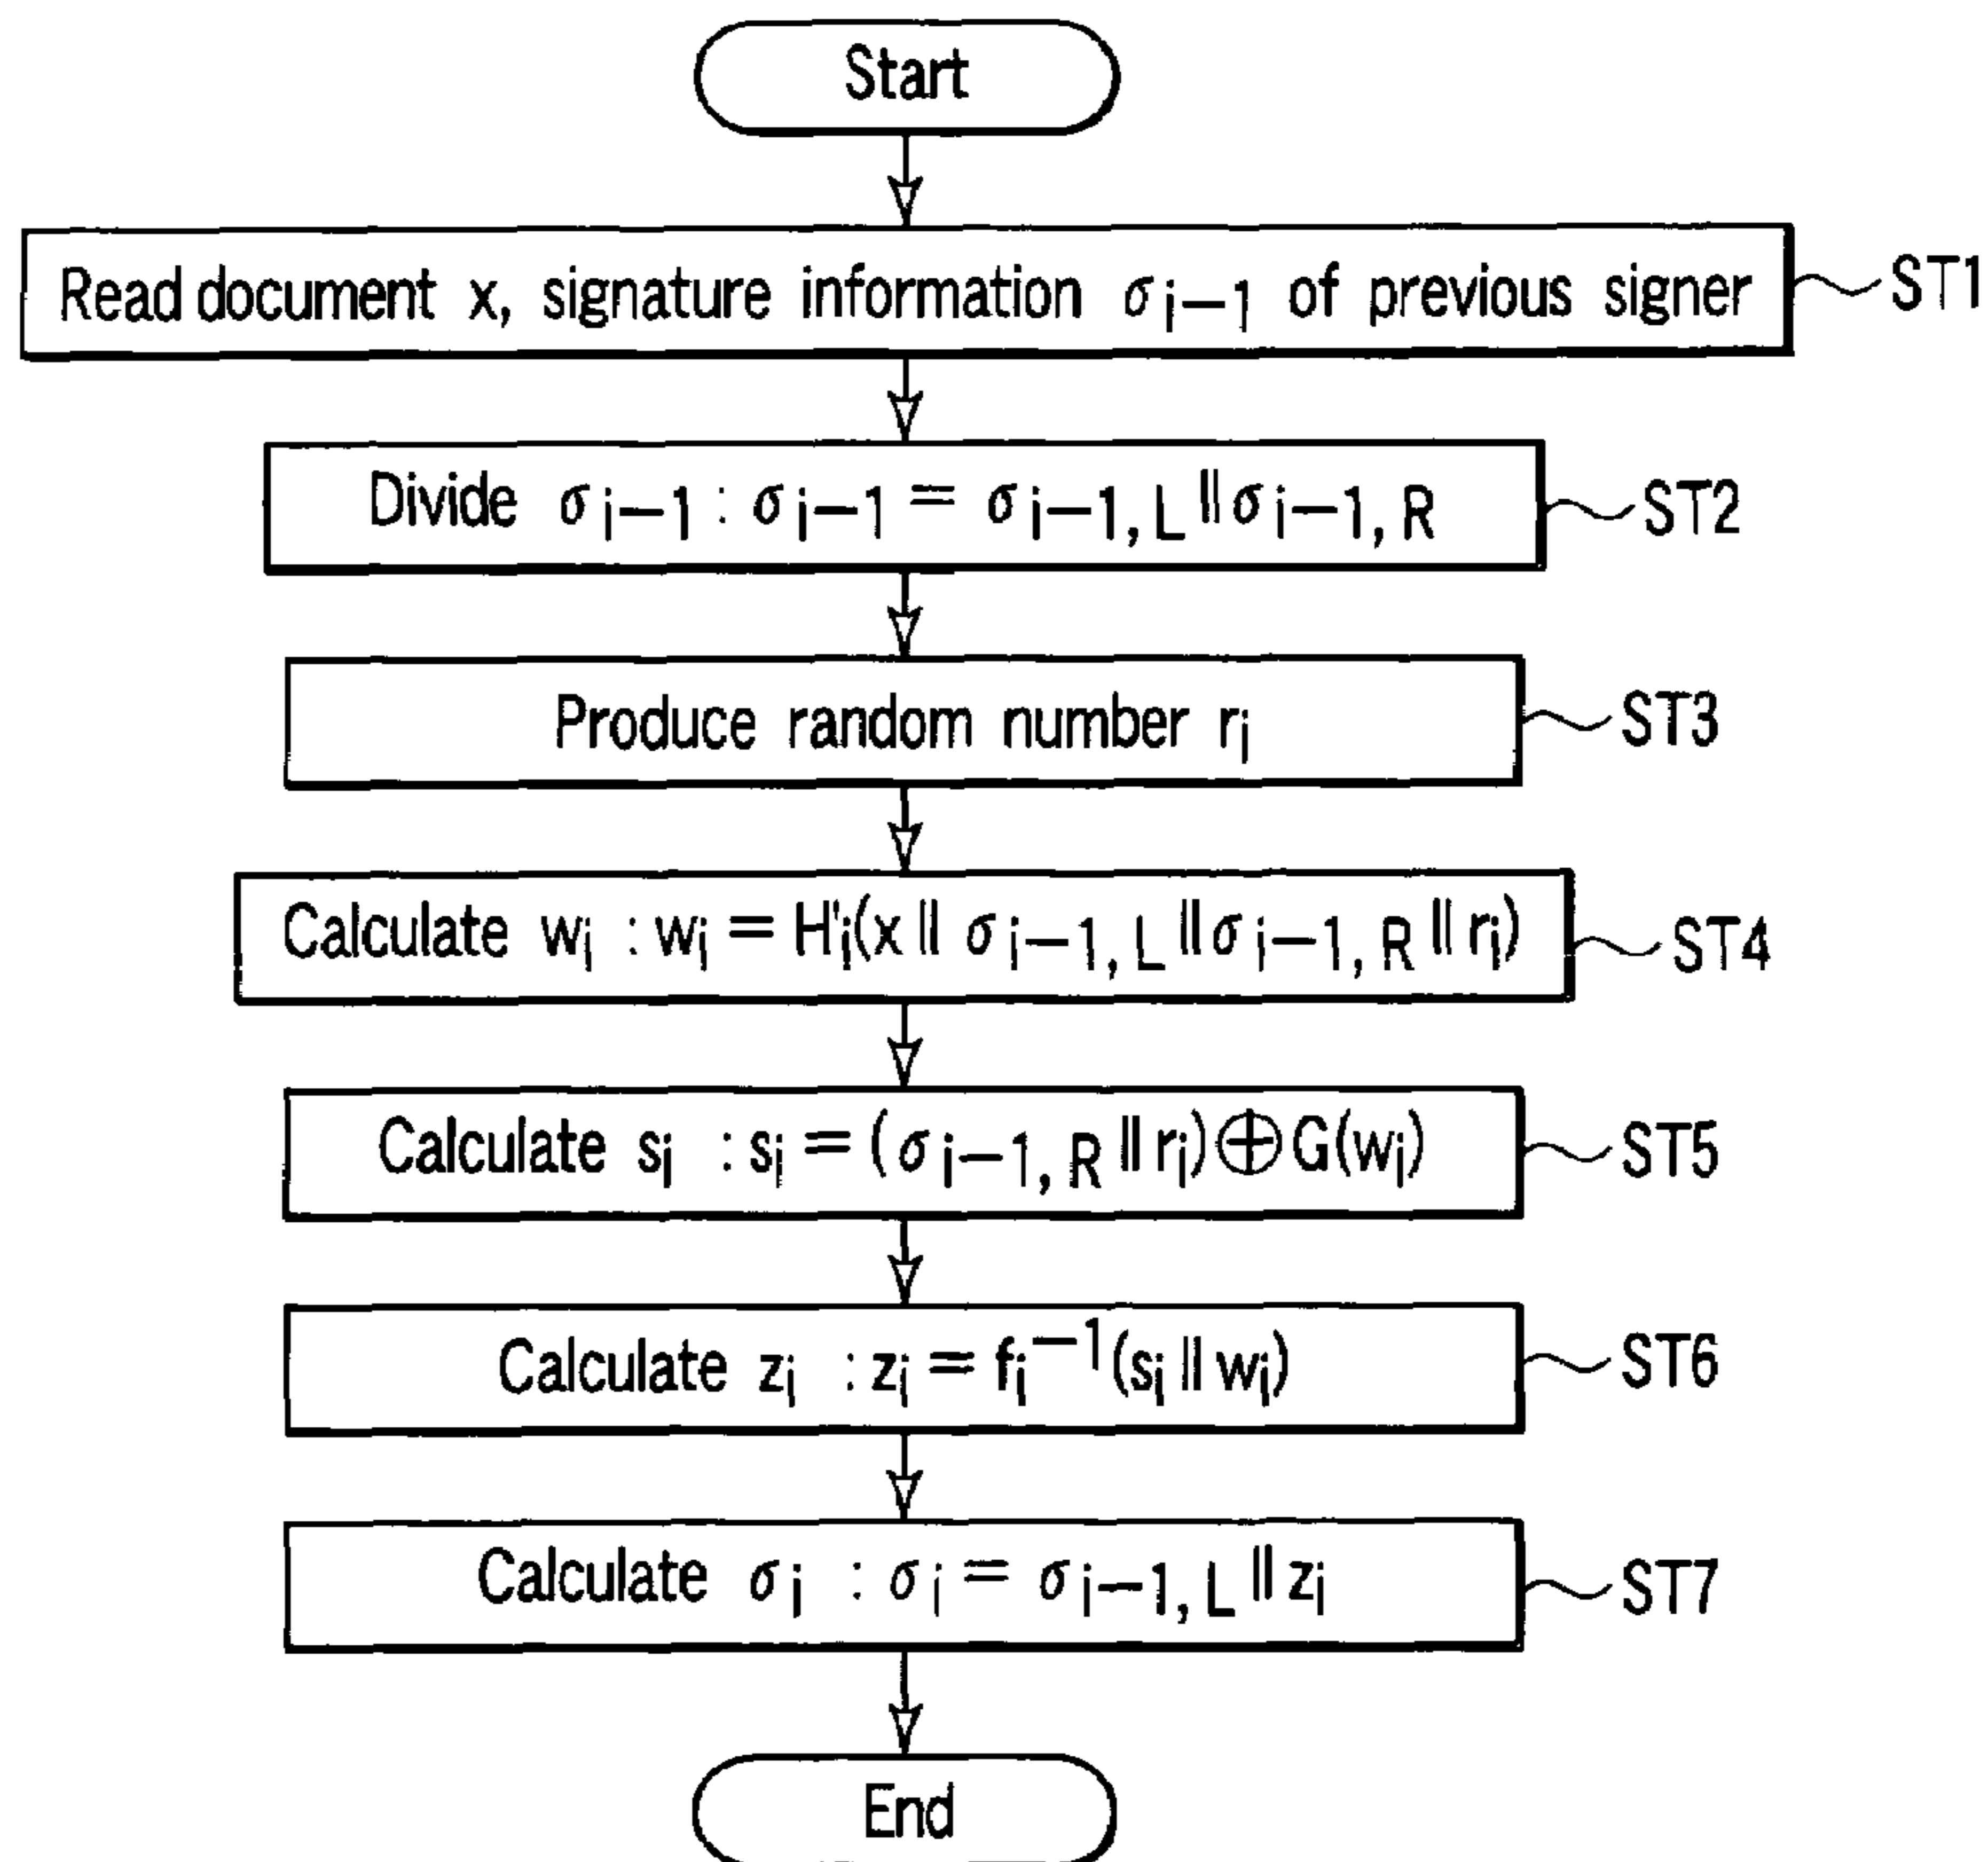 Start
Read document x, signature information σi−1 of previous signer
ST1
Divide σi−1 : σi−1 = σi−1, L ∥ σi−1, R
ST2
Produce random number ri
ST3
Calculate wi : wi = H'i(x ∥ σi−1, L ∥ σi−1, R ∥ ri)
ST4
Calculate si : si = (σi−1, R ∥ ri) ⊕ G(wi)
ST5
Calculate zi : zi = fi−1(si ∥ wi)
ST6
Calculate σi : σi = σi−1, L ∥ zi
ST7
End